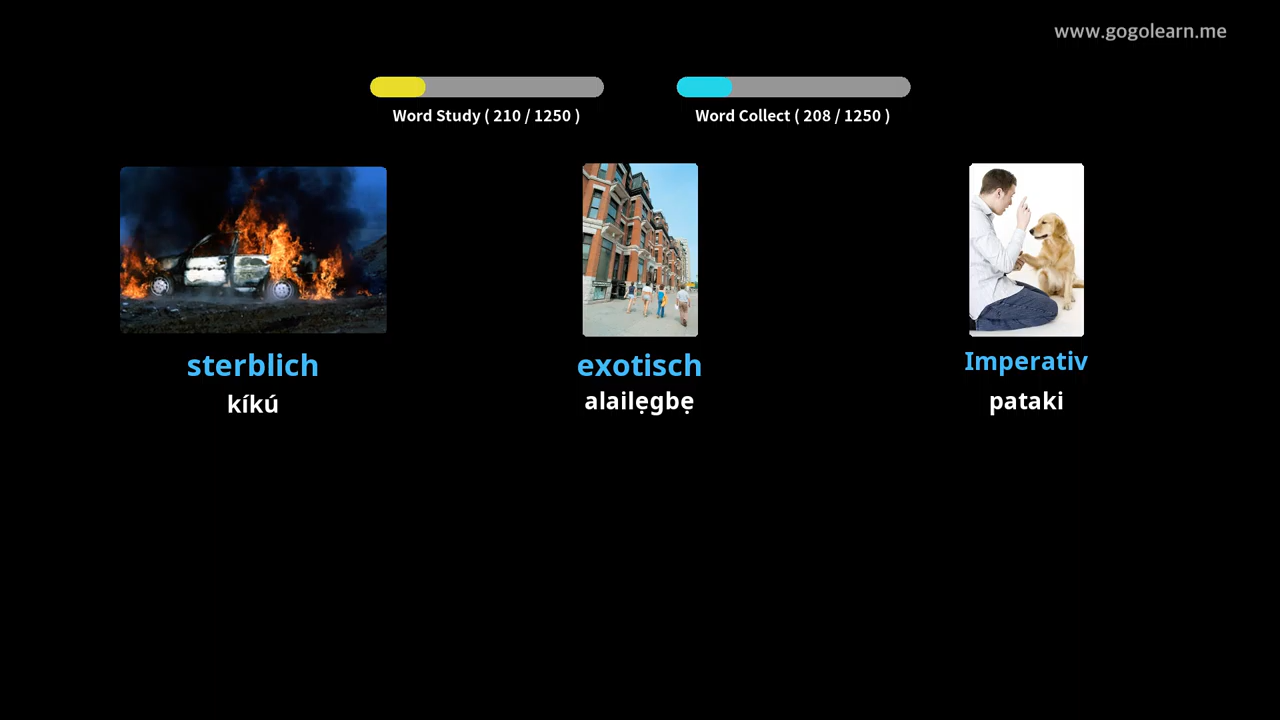 www.gogolearn.me
Word Study ( 210 / 1250 )
Word Collect ( 208 / 1250 )
sterblich
kíkú
exotisch
alailẹgbẹ
Imperativ
pataki